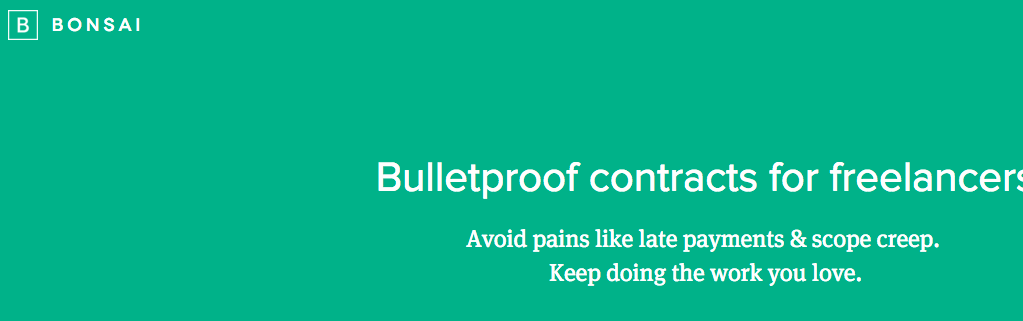 B BONSAI
Bulletproof contracts for freelancers
Avoid pains like late payments & scope creep.
Keep doing the work you love.